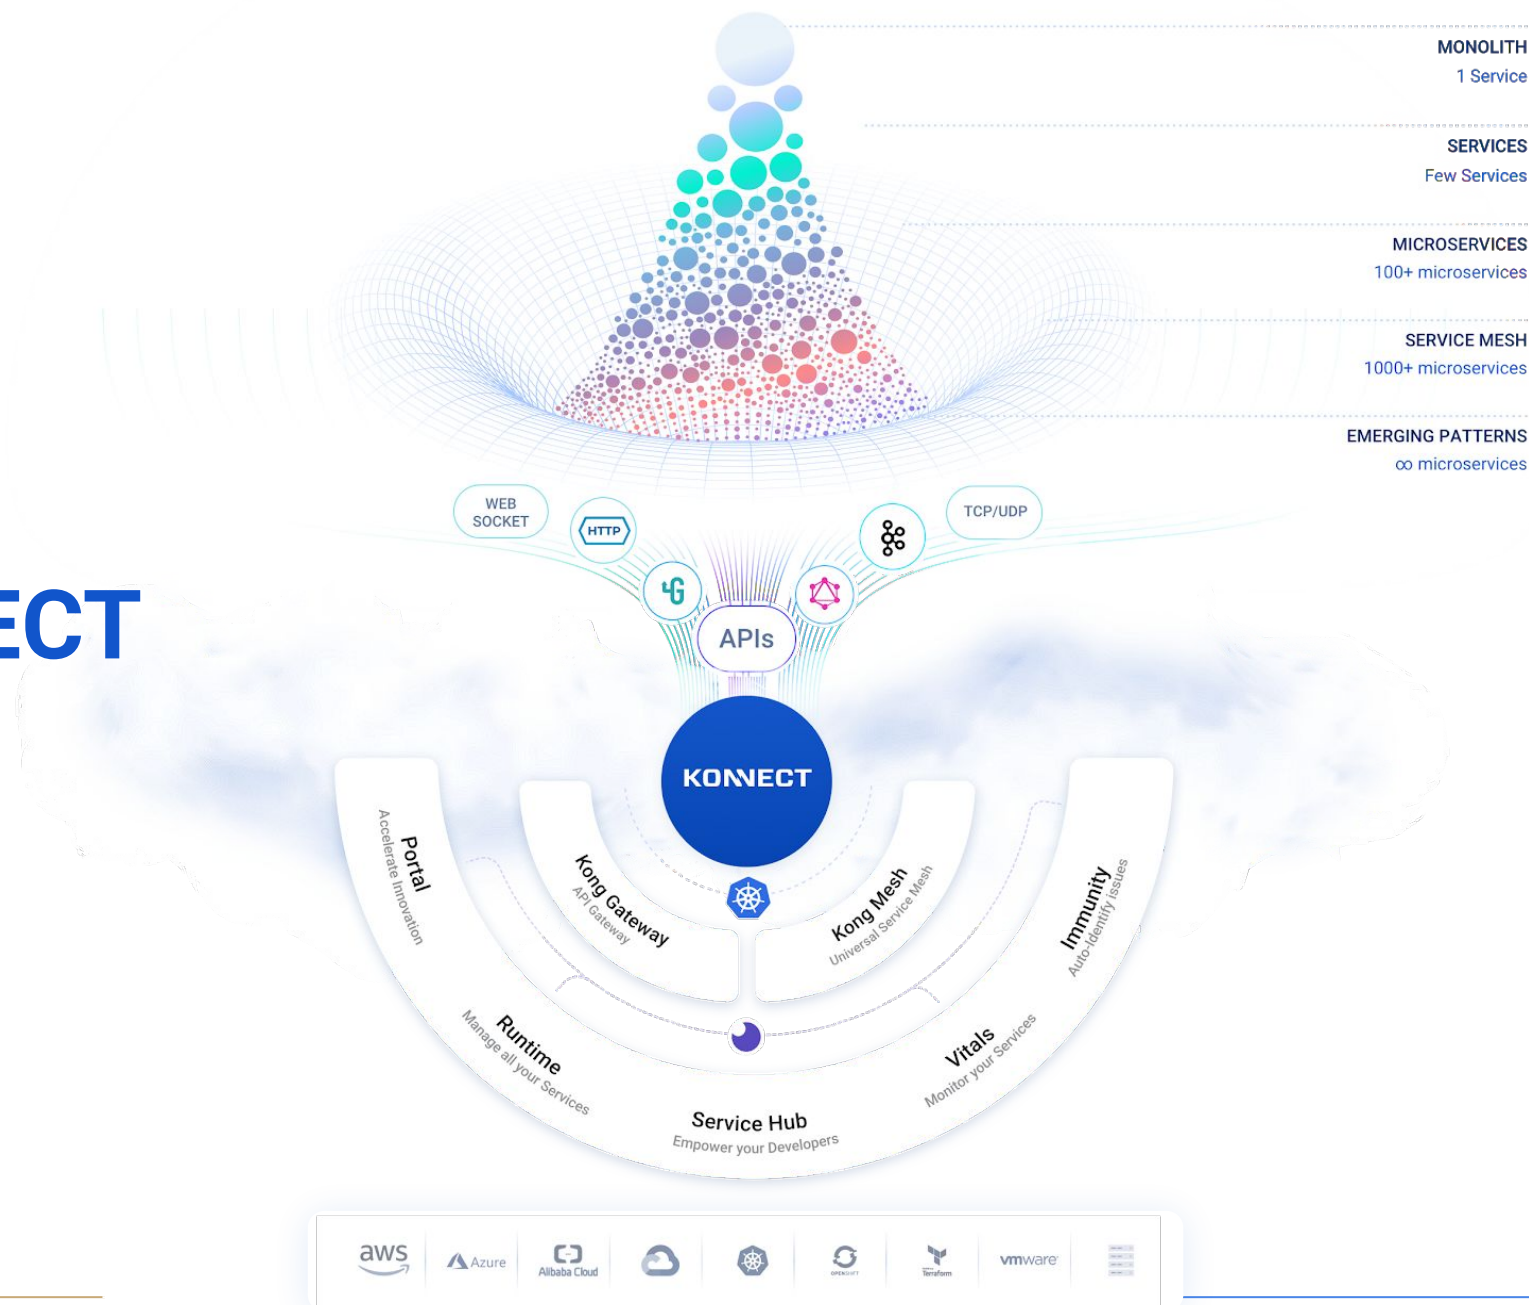 MONOLITH
1 Service
SERVICES
Few Services
MICROSERVICES
100+ microservices
SERVICE MESH
1000+ microservices
EMERGING PATTERNS
∞ microservices
WEB
SOCKET
HTTP
TCP/UDP
G
APIs
ECT
KONNECT
Portal
Accelerate Innovation
Kong Gateway
API Gateway
Kong Mesh
Universal Service Mesh
Immunity
Auto-Identify issues
Runtime
Manage all your Services
Vitals
Monitor your Services
Service Hub
Empower your Developers
aws
Azure
Alibaba Cloud
OPENSHIFT
Terraform
vmware